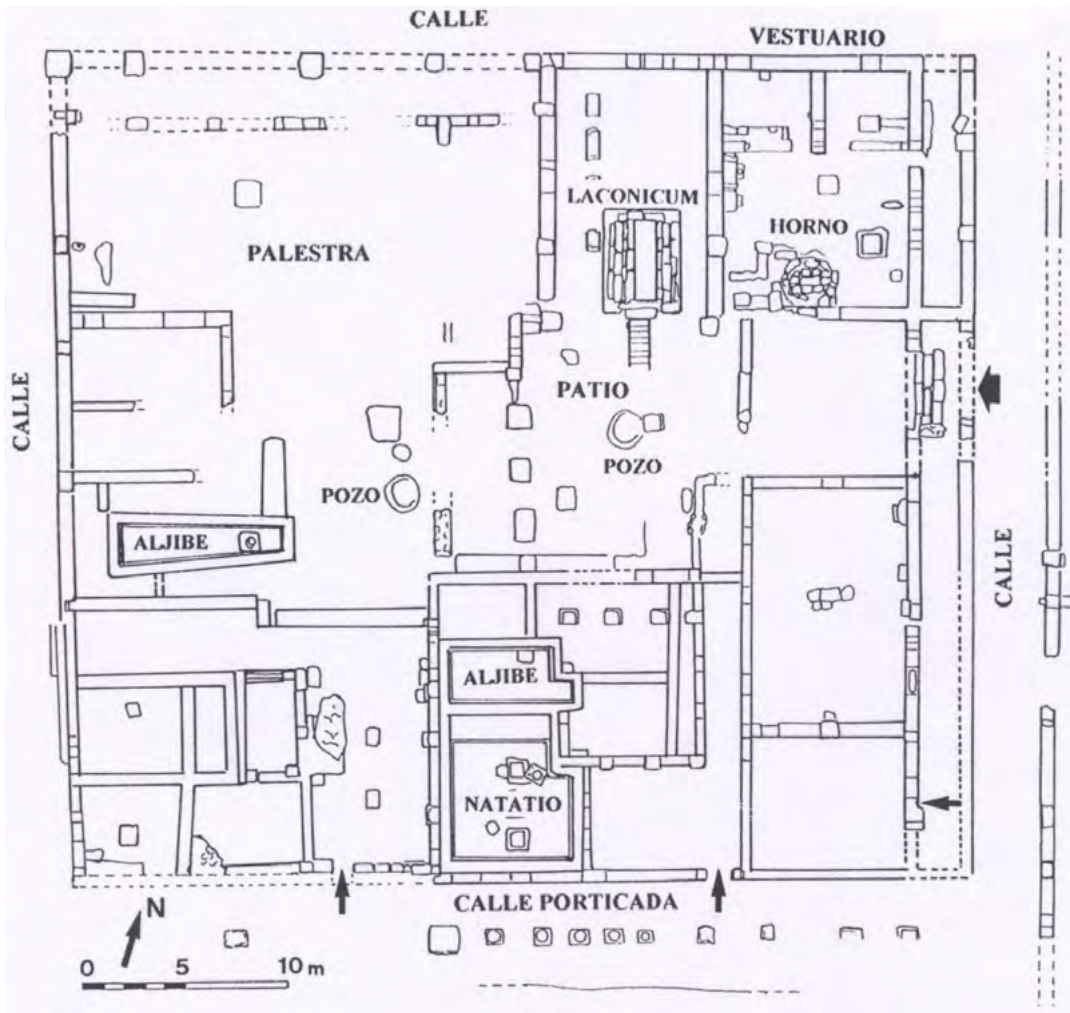 CALLE
VESTUARIO
LACONICUM
HORNO
PALESTRA
CALLE
PATIO
POZO
POZO
ALJIBE
CALLE
ALJIBE
NATATIO
CALLE PORTICADA
N
0 5 10 m